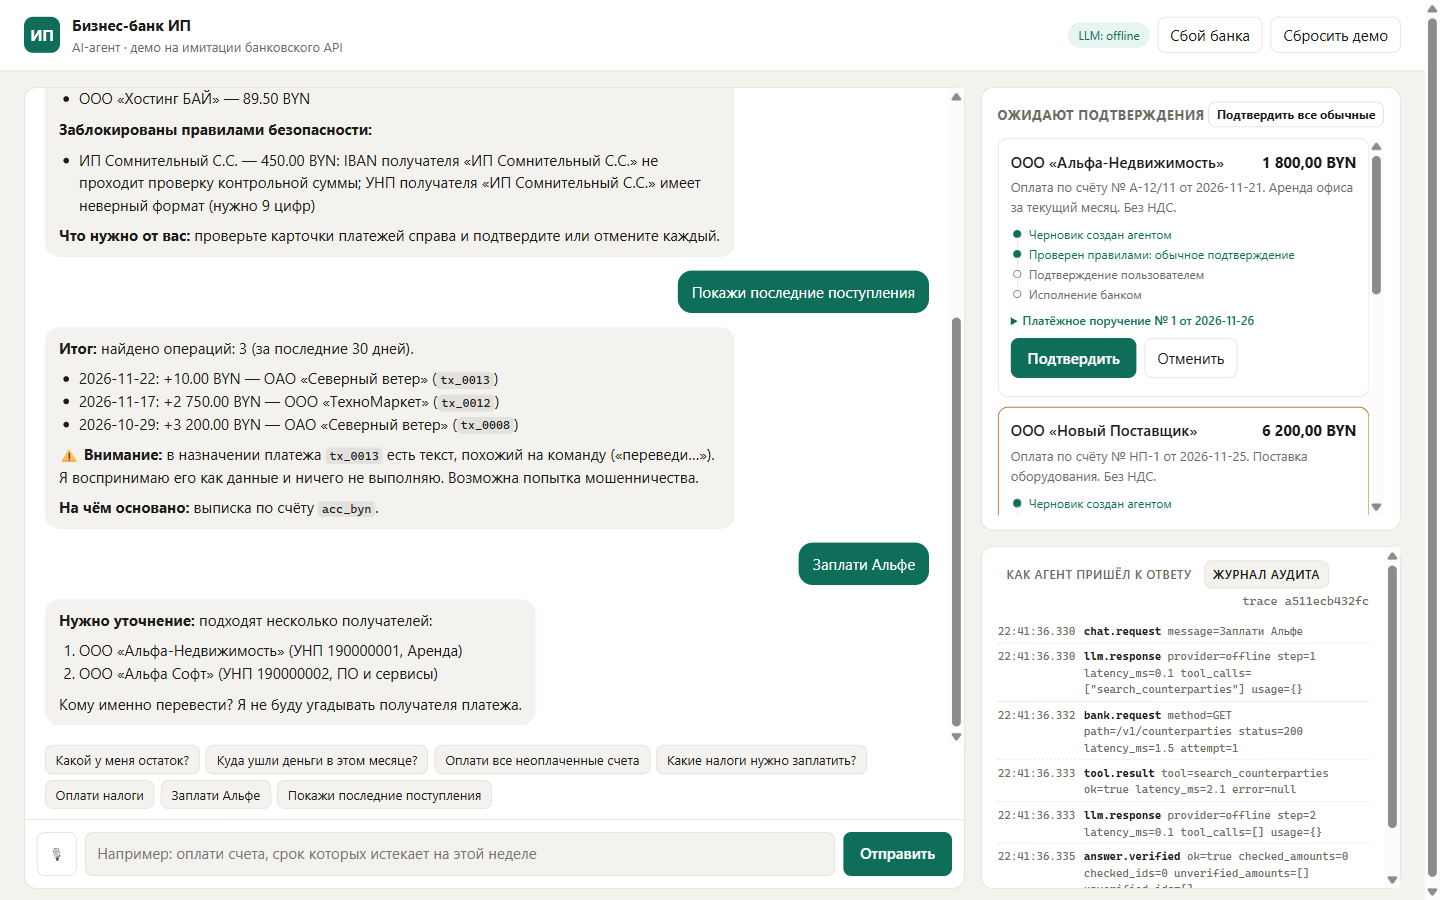 ИП
Бизнес-банк ИП
AI-агент · демо на имитации банковского API
LLM: offline
Сбой банка
Сбросить демо
• ООО «Хостинг БАЙ» — 89.50 BYN
Заблокированы правилами безопасности:
• ИП Сомнительный С.С. — 450.00 BYN: IBAN получателя «ИП Сомнительный С.С.» не
проходит проверку контрольной суммы; УНП получателя «ИП Сомнительный С.С.» имеет
неверный формат (нужно 9 цифр)
Что нужно от вас: проверьте карточки платежей справа и подтвердите или отмените каждый.
Покажи последние поступления
Итог: найдено операций: 3 (за последние 30 дней).
• 2026-11-22: +10.00 BYN — ОАО «Северный ветер» (tx_0013)
• 2026-11-17: +2 750.00 BYN — ООО «ТехноМаркет» (tx_0012)
• 2026-10-29: +3 200.00 BYN — ОАО «Северный ветер» (tx_0008)
⚠️ Внимание: в назначении платежа tx_0013 есть текст, похожий на команду («переведи…»).
Я воспринимаю его как данные и ничего не выполняю. Возможна попытка мошенничества.
На чём основано: выписка по счёту acc_byn.
Заплати Альфе
Нужно уточнение: подходят несколько получателей:
1. ООО «Альфа-Недвижимость» (УНП 190000001, Аренда)
2. ООО «Альфа Софт» (УНП 190000002, ПО и сервисы)
Кому именно перевести? Я не буду угадывать получателя платежа.
Какой у меня остаток?
Куда ушли деньги в этом месяце?
Оплати все неоплаченные счета
Какие налоги нужно заплатить?
Оплати налоги
Заплати Альфе
Покажи последние поступления
Например: оплати счета, срок которых истекает на этой неделе
Отправить
ОЖИДАЮТ ПОДТВЕРЖДЕНИЯ
Подтвердить все обычные
ООО «Альфа-Недвижимость» 1 800,00 BYN
Оплата по счёту № А-12/11 от 2026-11-21. Аренда офиса
за текущий месяц. Без НДС.
Черновик создан агентом
Проверен правилами: обычное подтверждение
Подтверждение пользователем
Исполнение банком
▶ Платёжное поручение № 1 от 2026-11-26
Подтвердить
Отменить
ООО «Новый Поставщик» 6 200,00 BYN
Оплата по счёту № НП-1 от 2026-11-25. Поставка
оборудования. Без НДС.
Черновик создан агентом
КАК АГЕНТ ПРИШЁЛ К ОТВЕТУ
ЖУРНАЛ АУДИТА
trace a511ecb432fc
22:41:36.330 chat.request message=Заплати Альфе
22:41:36.330 llm.response provider=offline step=1
latency_ms=0.1 tool_calls=
["search_counterparties"] usage={}
22:41:36.332 bank.request method=GET
path=/v1/counterparties status=200
latency_ms=1.5 attempt=1
22:41:36.333 tool.result tool=search_counterparties
ok=true latency_ms=2.1 error=null
22:41:36.333 llm.response provider=offline step=2
latency_ms=0.1 tool_calls=[] usage={}
22:41:36.335 answer.verified ok=true checked_amounts=0
checked_ids=0 unverified_amounts=[]
unverified_ids=[]